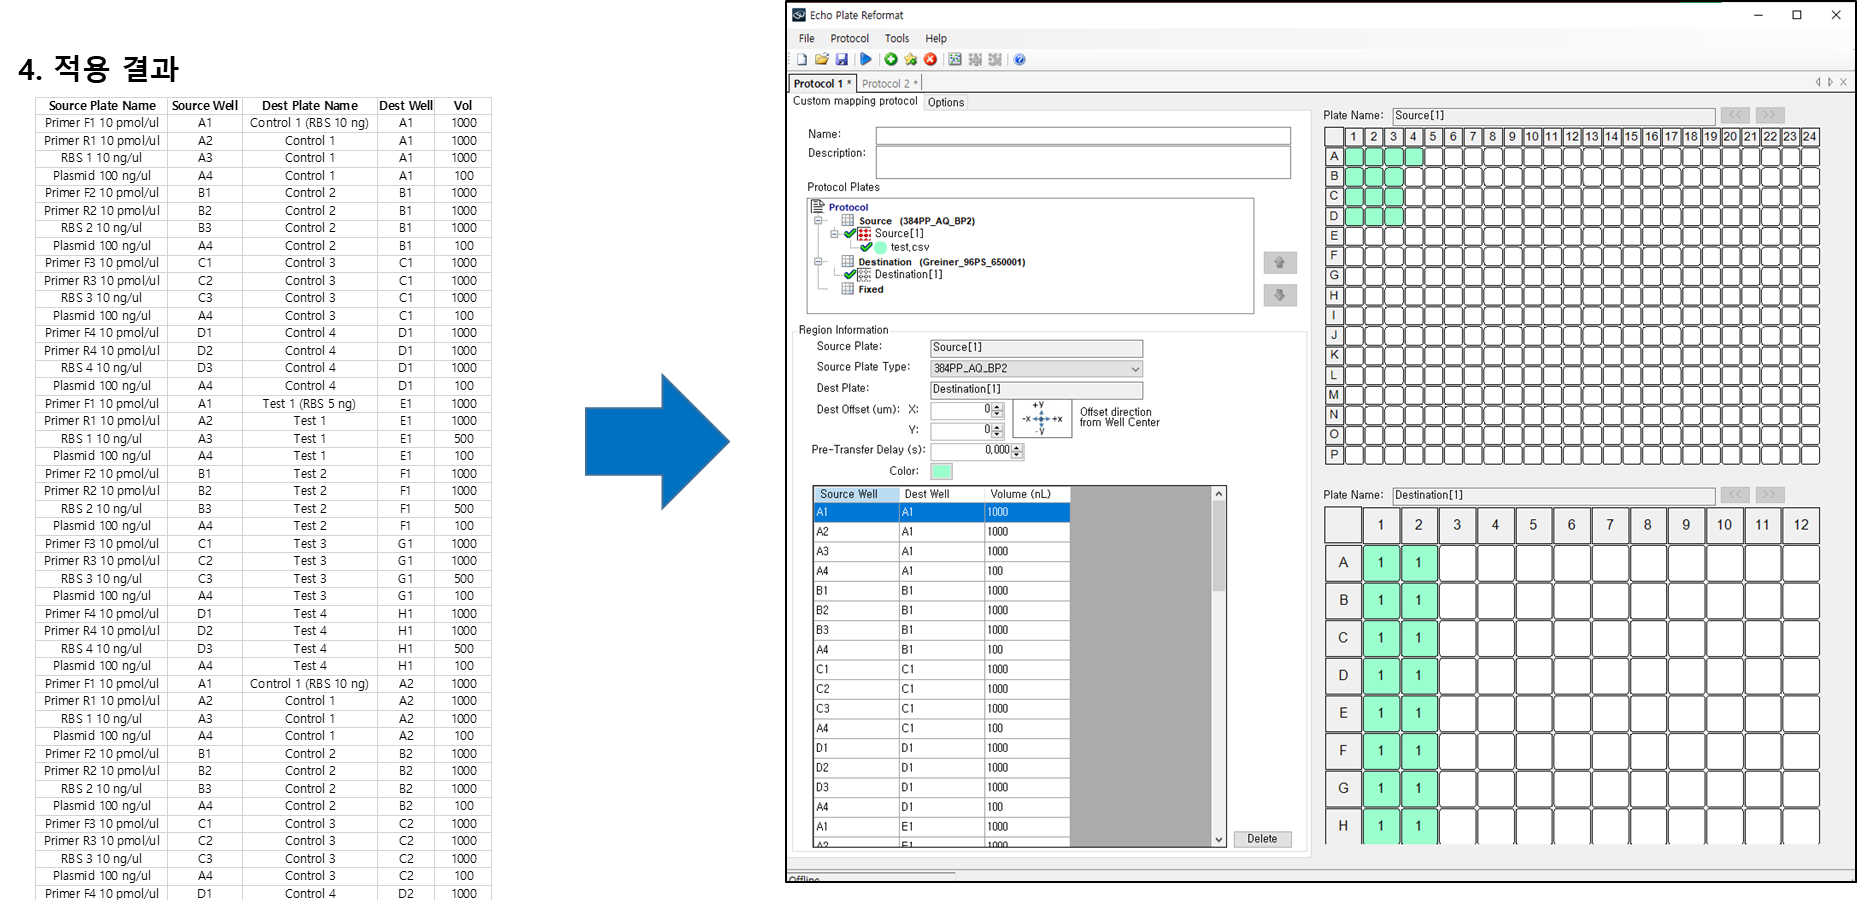 4. 적용 결과
Source Plate Name Source Well Dest Plate Name Dest Well Vol
Primer F1 10 pmol/ul A1 Control 1 (RBS 10 ng) A1 1000
Primer R1 10 pmol/ul A2 Control 1 A1 1000
RBS 1 10 ng/ul A3 Control 1 A1 1000
Plasmid 100 ng/ul A4 Control 1 A1 100
Primer F2 10 pmol/ul B1 Control 2 B1 1000
Primer R2 10 pmol/ul B2 Control 2 B1 1000
RBS 2 10 ng/ul B3 Control 2 B1 1000
Plasmid 100 ng/ul A4 Control 2 B1 100
Primer F3 10 pmol/ul C1 Control 3 C1 1000
Primer R3 10 pmol/ul C2 Control 3 C1 1000
RBS 3 10 ng/ul C3 Control 3 C1 1000
Plasmid 100 ng/ul A4 Control 3 C1 100
Primer F4 10 pmol/ul D1 Control 4 D1 1000
Primer R4 10 pmol/ul D2 Control 4 D1 1000
RBS 4 10 ng/ul D3 Control 4 D1 1000
Plasmid 100 ng/ul A4 Control 4 D1 100
Primer F1 10 pmol/ul A1 Test 1 (RBS 5 ng) E1 1000
Primer R1 10 pmol/ul A2 Test 1 E1 1000
RBS 1 10 ng/ul A3 Test 1 E1 500
Plasmid 100 ng/ul A4 Test 1 E1 100
Primer F2 10 pmol/ul B1 Test 2 F1 1000
Primer R2 10 pmol/ul B2 Test 2 F1 1000
RBS 2 10 ng/ul B3 Test 2 F1 500
Plasmid 100 ng/ul A4 Test 2 F1 100
Primer F3 10 pmol/ul C1 Test 3 G1 1000
Primer R3 10 pmol/ul C2 Test 3 G1 1000
RBS 3 10 ng/ul C3 Test 3 G1 500
Plasmid 100 ng/ul A4 Test 3 G1 100
Primer F4 10 pmol/ul D1 Test 4 H1 1000
Primer R4 10 pmol/ul D2 Test 4 H1 1000
RBS 4 10 ng/ul D3 Test 4 H1 500
Plasmid 100 ng/ul A4 Test 4 H1 100
Primer F1 10 pmol/ul A1 Control 1 (RBS 10 ng) A2 1000
Primer R1 10 pmol/ul A2 Control 1 A2 1000
RBS 1 10 ng/ul A3 Control 1 A2 1000
Plasmid 100 ng/ul A4 Control 1 A2 100
Primer F2 10 pmol/ul B1 Control 2 B2 1000
Primer R2 10 pmol/ul B2 Control 2 B2 1000
RBS 2 10 ng/ul B3 Control 2 B2 1000
Plasmid 100 ng/ul A4 Control 2 B2 100
Primer F3 10 pmol/ul C1 Control 3 C2 1000
Primer R3 10 pmol/ul C2 Control 3 C2 1000
RBS 3 10 ng/ul C3 Control 3 C2 1000
Plasmid 100 ng/ul A4 Control 3 C2 100
Primer F4 10 pmol/ul D1 Control 4 D2 1000
Echo Plate Reformat
File Protocol Tools Help
Protocol 1 * Protocol 2 *
Custom mapping protocol Options
Name:
Description:
Protocol Plates
Protocol
Source (384PP_AQ_BP2)
Source[1]
test.csv
Destination (Greiner_96PS_650001)
Destination[1]
Fixed
Region Information
Source Plate: Source[1]
Source Plate Type: 384PP_AQ_BP2
Dest Plate: Destination[1]
Dest Offset (um): X: 0
Y: 0
+y
-x +x
-y
Offset direction
from Well Center
Pre-Transfer Delay (s): 0,000
Color:
Source Well Dest Well Volume (nL)
A1 A1 1000
A2 A1 1000
A3 A1 1000
A4 A1 100
B1 B1 1000
B2 B1 1000
B3 B1 1000
A4 B1 100
C1 C1 1000
C2 C1 1000
C3 C1 1000
A4 C1 100
D1 D1 1000
D2 D1 1000
D3 D1 1000
A4 D1 100
A1 E1 1000
A2 E1 1000
Delete
Offline
Plate Name: Source[1] << >>
1 2 3 4 5 6 7 8 9 10 11 12 13 14 15 16 17 18 19 20 21 22 23 24
A
B
C
D
E
F
G
H
I
J
K
L
M
N
O
P
Plate Name: Destination[1] << >>
1 2 3 4 5 6 7 8 9 10 11 12
A 1 1
B 1 1
C 1 1
D 1 1
E 1 1
F 1 1
G 1 1
H 1 1